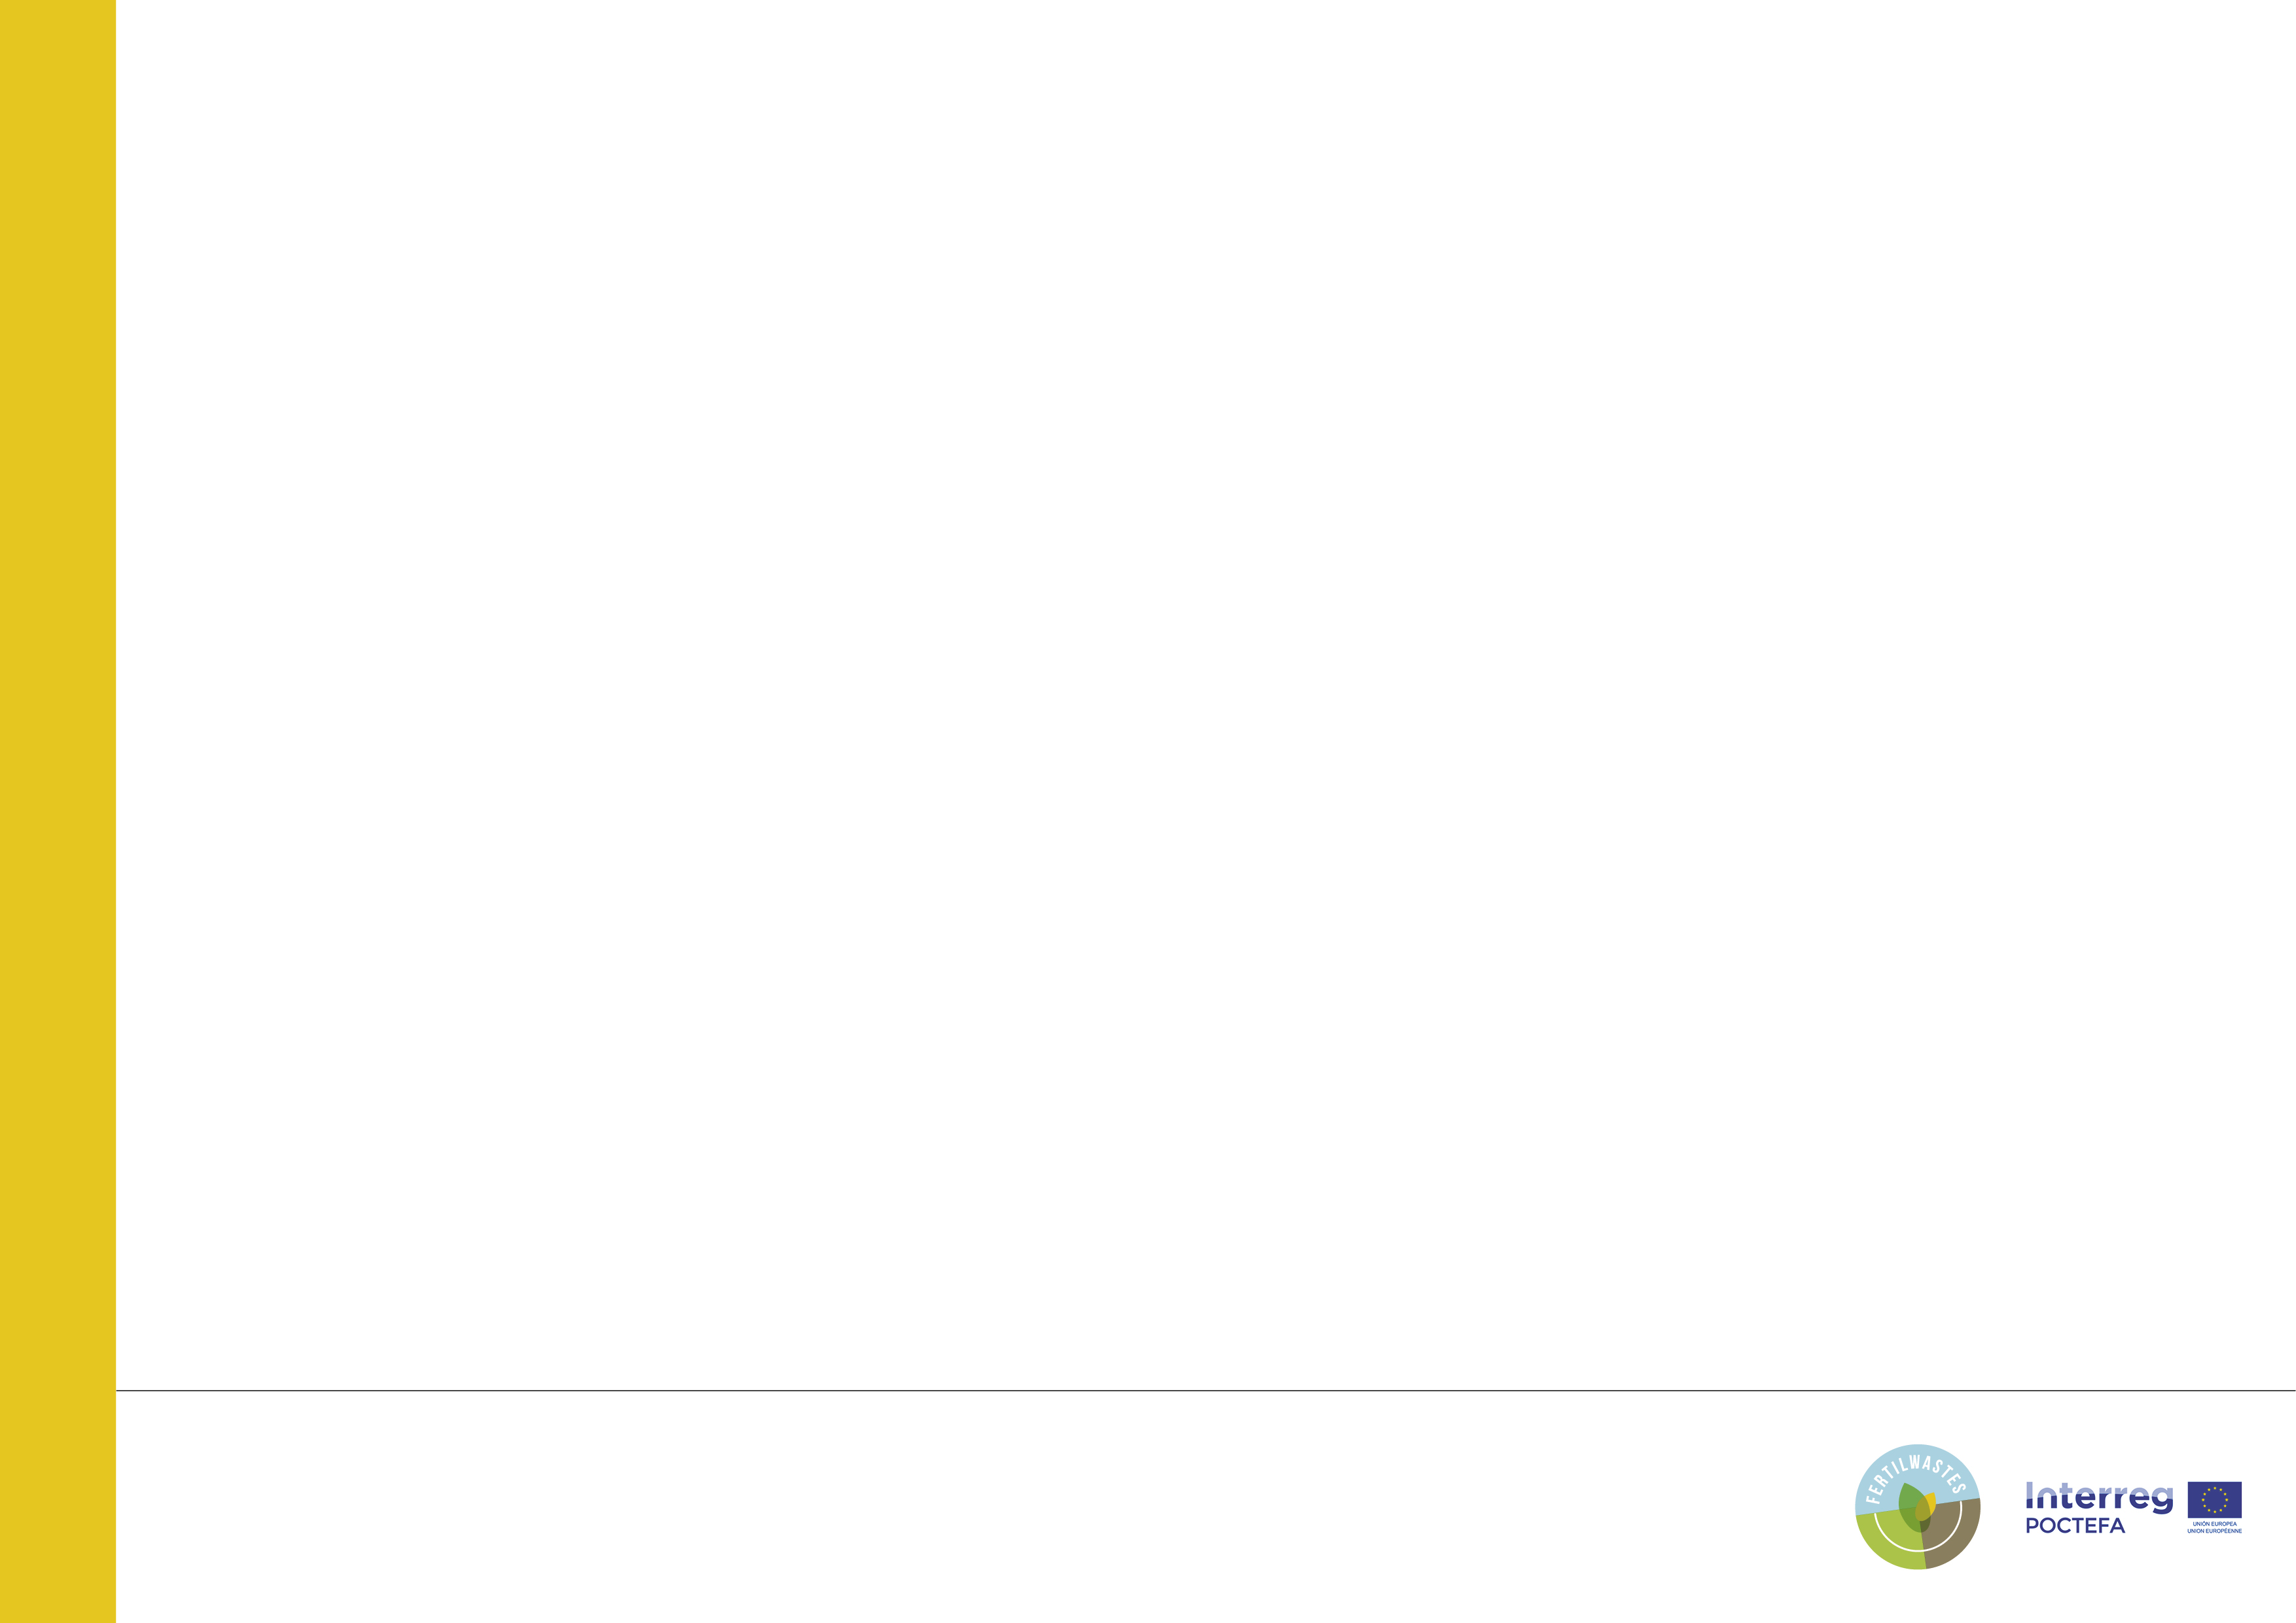 FERTILWASTES
Interreg
POCTEFA
UNIÓN EUROPEA
UNION EUROPÉENNE